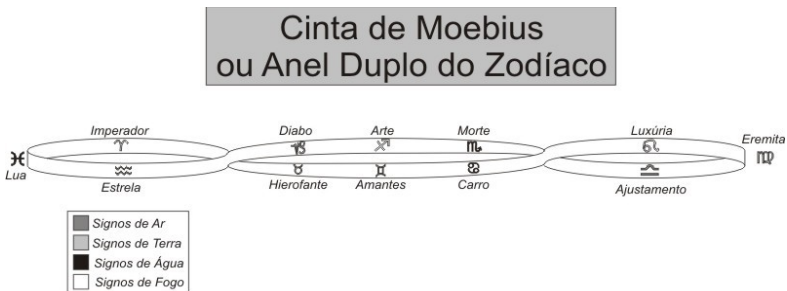 Cinta de Moebius
ou Anel Duplo do Zodíaco
Imperador Diabo Arte Morte Luxúria Eremita
♈ ♑ ♐ ♏ ♌
♓ ♍
Lua
♒ ♉ ♊ ♋ ♎
Estrela Hierofante Amantes Carro Ajustamento
Signos de Ar
Signos de Terra
Signos de Água
Signos de Fogo